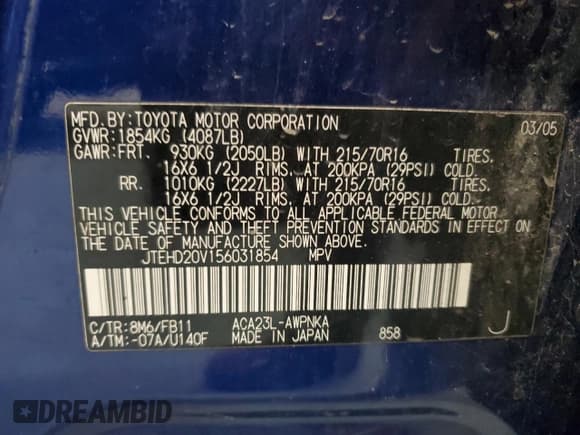 MFD.BY:TOYOTA MOTOR CORPORATION 03/05
GVWR:1854KG (4087LB)
GAWR:FRT. 930KG (2050LB) WITH 215/70R16 TIRES.
16X6 1/2J RIMS, AT 200KPA (29PSI) COLD.
RR. 1010KG (2227LB) WITH 215/70R16 TIRES.
16X6 1/2J RIMS, AT 200KPA (29PSI) COLD.
THIS VEHICLE CONFORMS TO ALL APPLICABLE FEDERAL MOTOR
VEHICLE SAFETY AND THEFT PREVENTION STANDARDS IN EFFECT ON
THE DATE OF MANUFACTURE SHOWN ABOVE.
JTEHD20V156031854 MPV
C/TR:8M6/FB11 ACA23L-AWPNKA
A/TM:-07A/U140F MADE IN JAPAN 858 J
DREAMBID